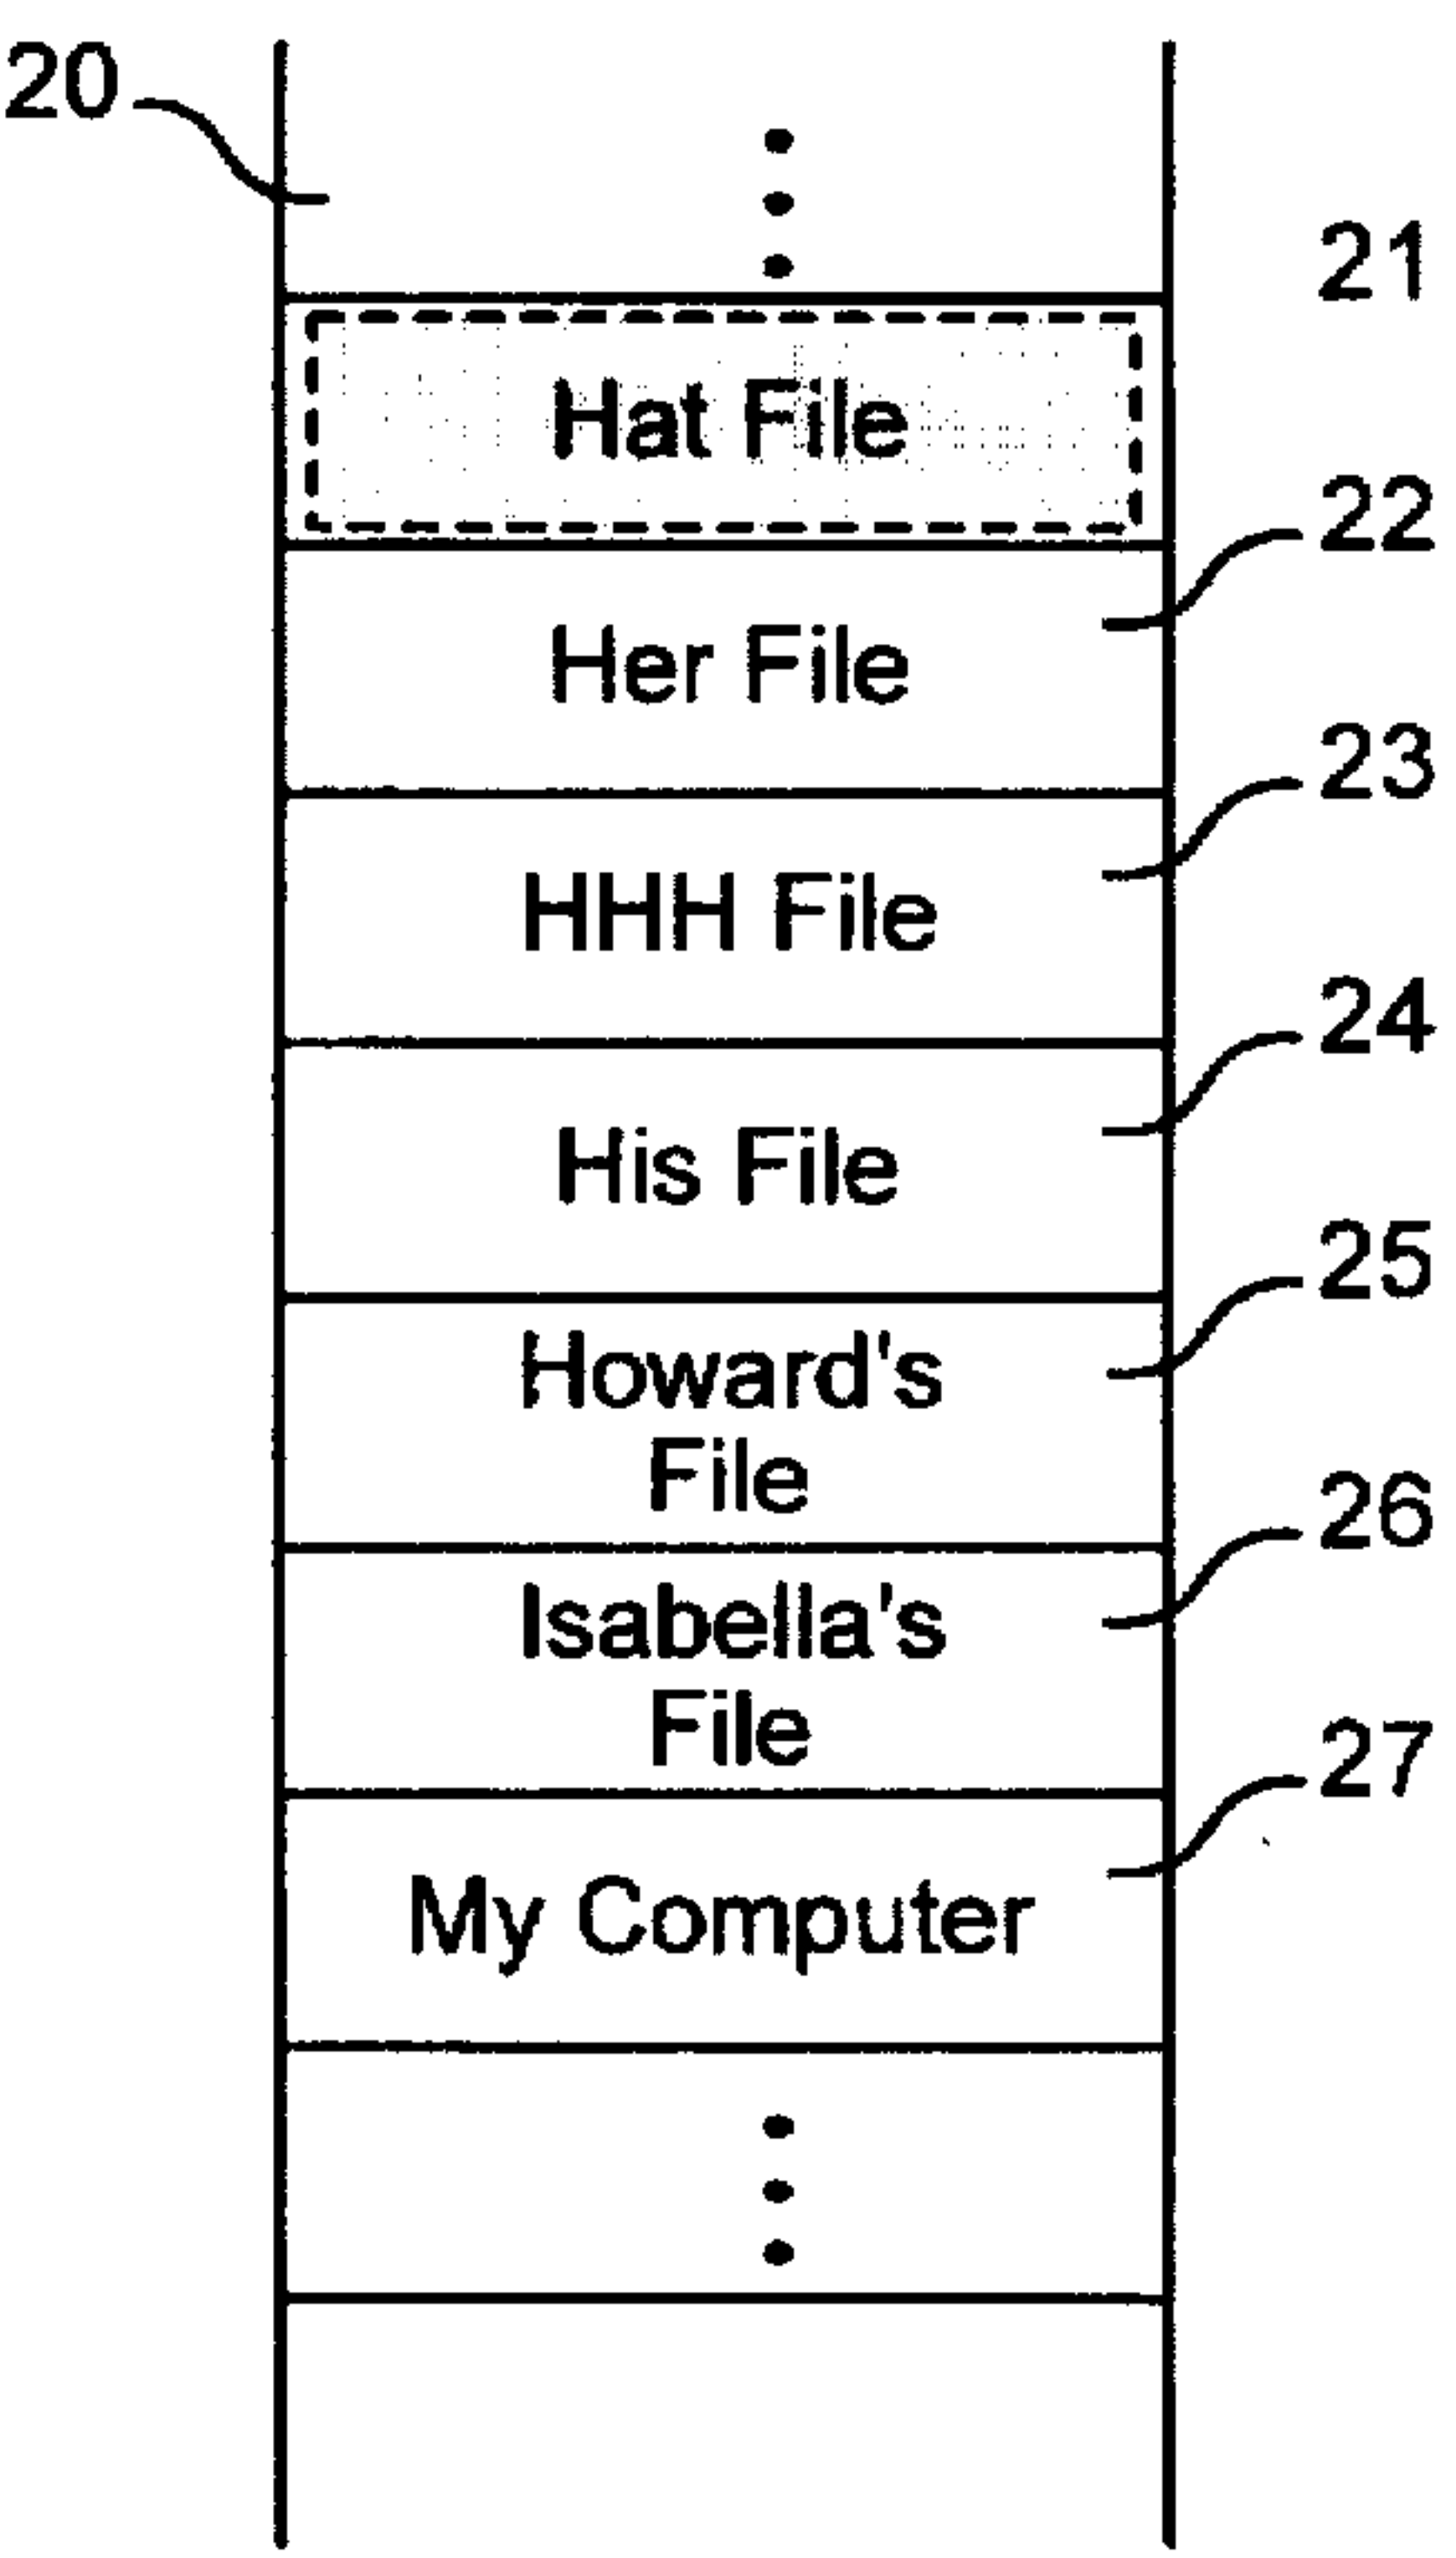 20
21
Hat File
22
Her File
23
HHH File
24
His File
25
Howard's
File
26
Isabella's
File
27
My Computer